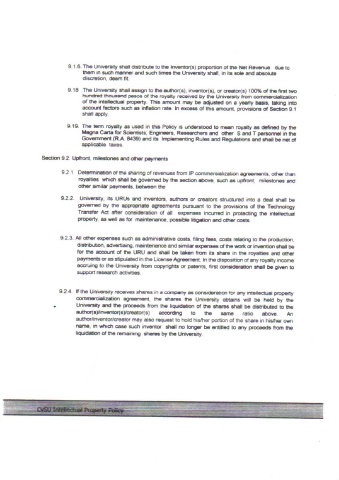 9.1.8 The University shall distribute to the Inventor(s) proportion of the Net Revenue due to
them in such manner and such times the University shall, in its sole and absolute
discretion, deem fit.
9.18 The University shall assign to the author(s), inventor(s), or creator(s) 100% of the first two
hundred thousand pesos of the royalty received by the University from commercialization
of the intellectual property. This amount may be adjusted on a yearly basis, taking into
account factors such as inflation rate. In excess of this amount, provisions of Section 9.1
shall apply.
9.19. The term royalty as used in this Policy is understood to mean royalty as defined by the
Magna Carta for Scientists, Engineers, Researchers and other S and T personnel in the
Government (R.A. 8439) and its Implementing Rules and Regulations and shall be net of
applicable taxes.
Section 9.2. Upfront, milestones and other payments
9.2.1. Determination of the sharing of revenues from IP commercialization agreements, other than
royalties which shall be governed by the section above, such as upfront, milestones and
other similar payments, between the
9.2.2. University, its URUs and inventors, authors or creators structured into a deal shall be
governed by the appropriate agreements pursuant to the provisions of the Technology
Transfer Act after consideration of all expenses incurred in protecting the intellectual
property, as well as for maintenance, possible litigation and other costs.
9.2.3. All other expenses such as administrative costs, filing fees, costs relating to the production,
distribution, advertising, maintenance and similar expenses of the work or invention shall be
for the account of the URU and shall be taken from its share in the royalties and other
payments or as stipulated in the License Agreement. In the disposition of any royalty income
accruing to the University from copyrights or patents, first consideration shall be given to
support research activities.
9.2.4. If the University receives shares in a company as consideration for any intellectual property
commercialization agreement, the shares the University obtains will be held by the
University and the proceeds from the liquidation of the shares shall be distributed to the
author(s)/inventor(s)/creator(s) according to the same ratio above. An
author/inventor/creator may also request to hold his/her portion of the share in his/her own
name, in which case such inventor shall no longer be entitled to any proceeds from the
liquidation of the remaining shares by the University.
CvSU Intellectual Property Policy